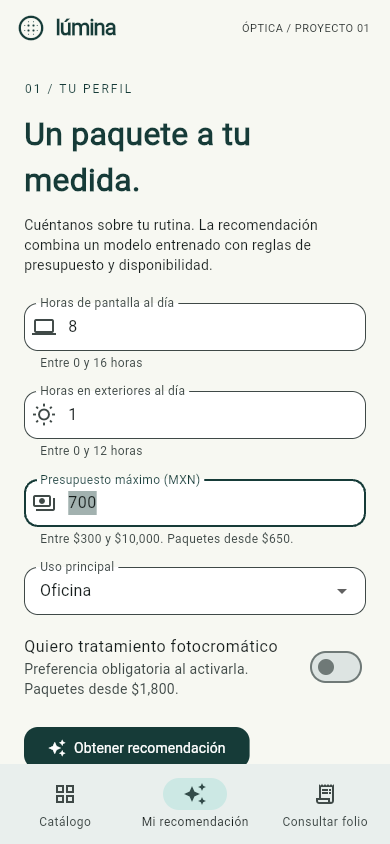 lúmina
ÓPTICA / PROYECTO 01
01 / TU PERFIL
Un paquete a tu
medida.
Cuéntanos sobre tu rutina. La recomendación
combina un modelo entrenado con reglas de
presupuesto y disponibilidad.
Horas de pantalla al día
8
Entre 0 y 16 horas
Horas en exteriores al día
1
Entre 0 y 12 horas
Presupuesto máximo (MXN)
700
Entre $300 y $10,000. Paquetes desde $650.
Uso principal
Oficina
Quiero tratamiento fotocromático
Preferencia obligatoria al activarla.
Paquetes desde $1,800.
Obtener recomendación
Catálogo
Mi recomendación
Consultar folio